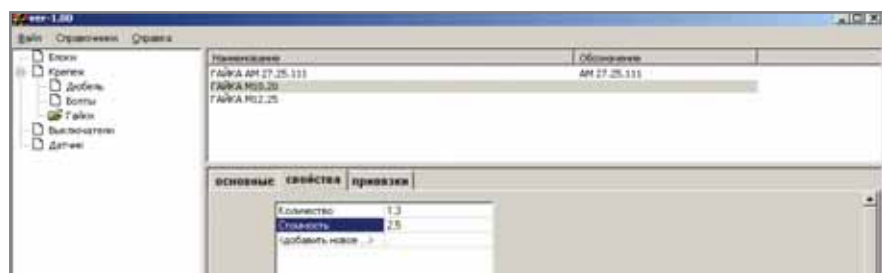 ver-1.00
Файл Справочники Справка
Блоки
Крепеж
Дюбель
Болты
Гайки
Выключатели
Датчик
Наименование Обозначение
ГАЙКА АМ 27.25.111 АМ 27.25.111
ГАЙКА М10.20
ГАЙКА М12.25
основные свойства привязки
Количество 1.3
Стоимость 2.5
<добавить новое ...>